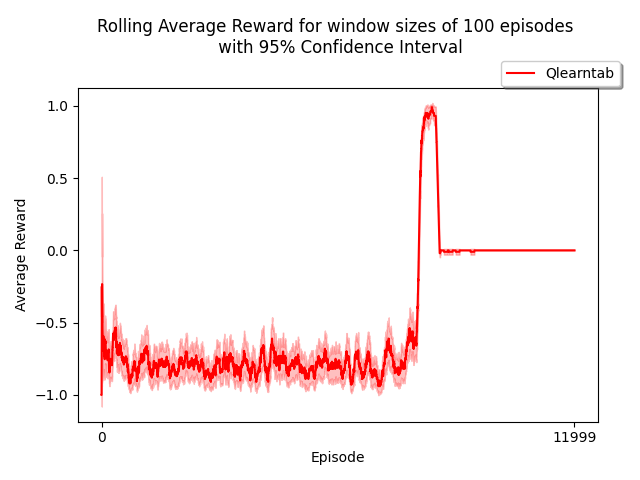 Rolling Average Reward for window sizes of 100 episodes
with 95% Confidence Interval
Qlearntab
1.0
0.5
0.0
−0.5
−1.0
Average Reward
0
11999
Episode